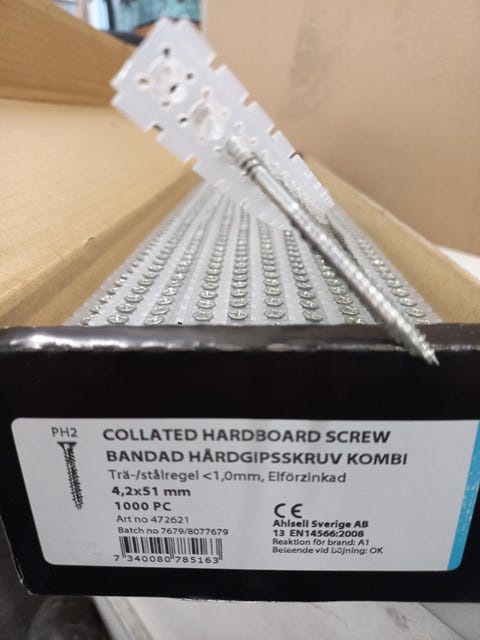 PH2
COLLATED HARDBOARD SCREW
BANDAD HÅRDGIPSSKRUV KOMBI
Trä-/stålregel <1,0mm, Elförzinkad
4,2x51 mm
1000 PC
Art no 472621
Batch no 7679/8077679
7 340080 785163
CE
Ahlsell Sverige AB
13 EN14566:2008
Reaktion för brand: A1
Beteende vid böjning: OK